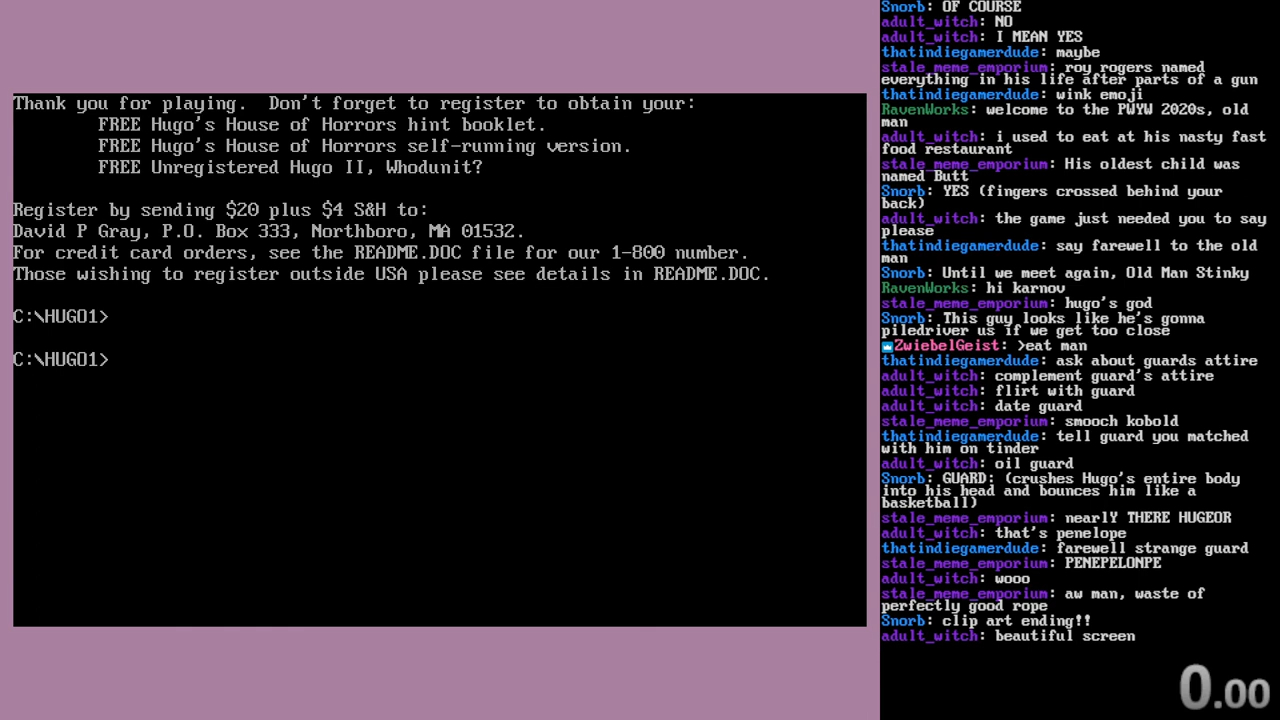 Thank you for playing.  Don't forget to register to obtain your:
FREE Hugo's House of Horrors hint booklet.
FREE Hugo's House of Horrors self-running version.
FREE Unregistered Hugo II, Whodunit?
Register by sending $20 plus $4 S&H to:
David P Gray, P.O. Box 333, Northboro, MA 01532.
For credit card orders, see the README.DOC file for our 1-800 number.
Those wishing to register outside USA please see details in README.DOC.
C:\HUGO1>
C:\HUGO1>
Snorb: OF COURSE
adult_witch: NO
adult_witch: I MEAN YES
thatindiegamerdude: maybe
stale_meme_emporium: roy rogers named
everything in his life after parts of a gun
thatindiegamerdude: wink emoji
RavenWorks: welcome to the PWYW 2020s, old
man
adult_witch: i used to eat at his nasty fast
food restaurant
stale_meme_emporium: His oldest child was
named Butt
Snorb: YES (fingers crossed behind your
back)
adult_witch: the game just needed you to say
please
thatindiegamerdude: say farewell to the old
man
Snorb: Until we meet again, Old Man Stinky
RavenWorks: hi karnov
stale_meme_emporium: hugo's god
Snorb: This guy looks like he's gonna
piledriver us if we get too close
ZwiebelGeist: >eat man
thatindiegamerdude: ask about guards attire
adult_witch: complement guard's attire
adult_witch: flirt with guard
adult_witch: date guard
stale_meme_emporium: smooch kobold
thatindiegamerdude: tell guard you matched
with him on tinder
adult_witch: oil guard
Snorb: GUARD: (crushes Hugo's entire body
into his head and bounces him like a
basketball)
stale_meme_emporium: nearlY THERE HUGEOR
adult_witch: that's penelope
thatindiegamerdude: farewell strange guard
stale_meme_emporium: PENEPELONPE
adult_witch: wooo
stale_meme_emporium: aw man, waste of
perfectly good rope
Snorb: clip art ending!!
adult_witch: beautiful screen
0.00